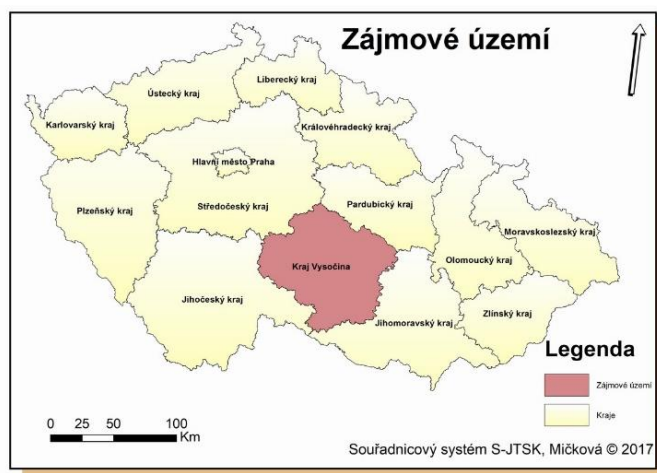 Zájmové území
Liberecký kraj
Ústecký kraj
Karlovarský kraj
Královéhradecký kraj
Hlavní město Praha
Plzeňský kraj
Středočeský kraj
Pardubický kraj
Moravskoslezský kraj
Olomoucký kraj
Kraj Vysočina
Jihočeský kraj
Jihomoravský kraj
Zlínský kraj
Legenda
Zájmové území
Kraje
0 25 50 100
Km
Souřadnicový systém S-JTSK, Mičková © 2017